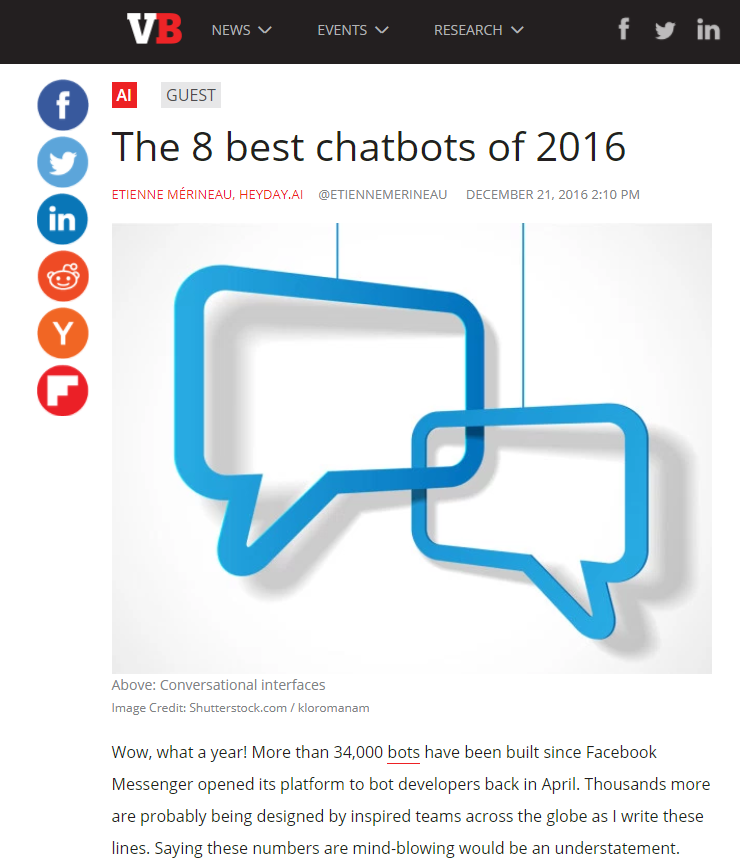 VB NEWS EVENTS RESEARCH f in
f
in
Y
AI GUEST
The 8 best chatbots of 2016
ETIENNE MÉRINEAU, HEYDAY.AI @ETIENNEMERINEAU DECEMBER 21, 2016 2:10 PM
Above: Conversational interfaces
Image Credit: Shutterstock.com / kloromanam
Wow, what a year! More than 34,000 bots have been built since Facebook
Messenger opened its platform to bot developers back in April. Thousands more
are probably being designed by inspired teams across the globe as I write these
lines. Saying these numbers are mind-blowing would be an understatement.